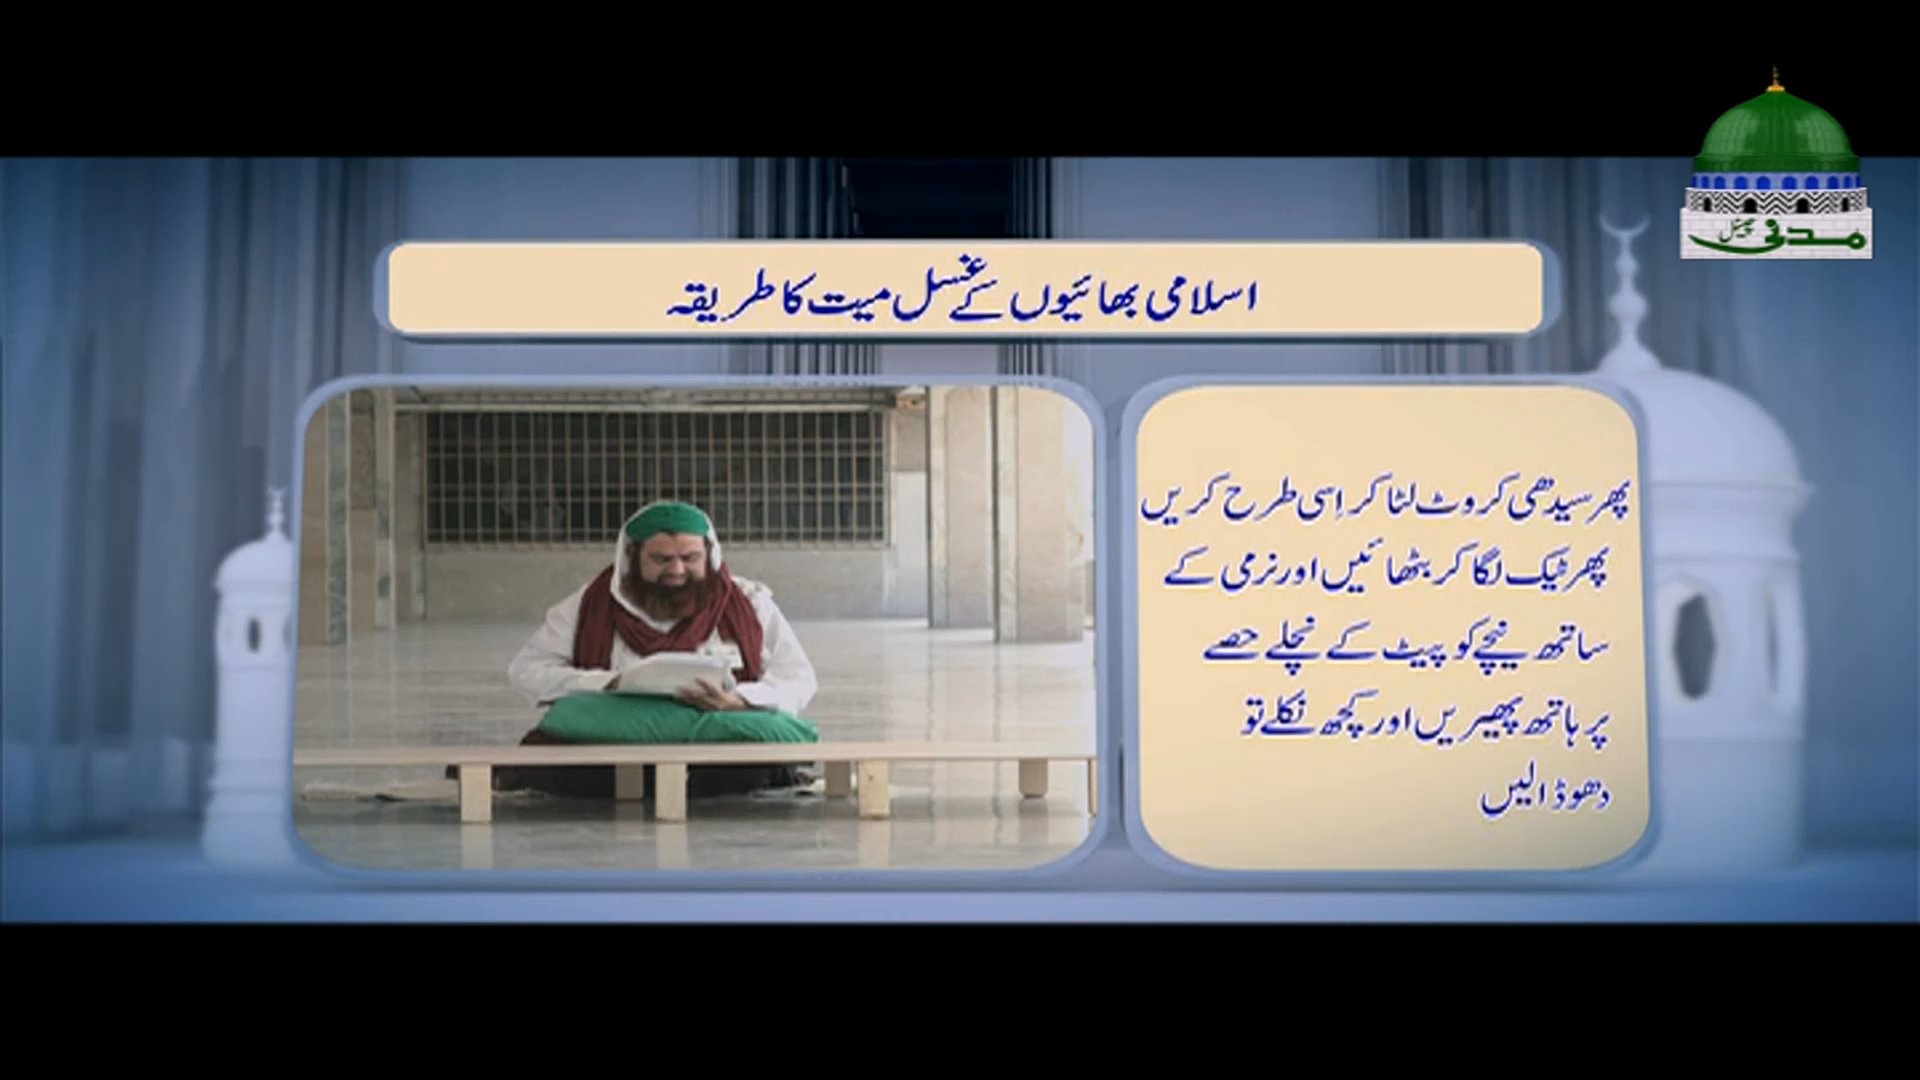 مدنی چینل
اسلامی بھائیوں کے غسل میت کا طریقہ
پھر سیدھی کروٹ لٹا کر اِسی طرح کریں
پھر ٹیک لگا کر بٹھائیں اور نرمی کے
ساتھ نیچے کو پیٹ کے نچلے حصے
پر ہاتھ پھیریں اور کچھ نکلے تو
دھو ڈالیں